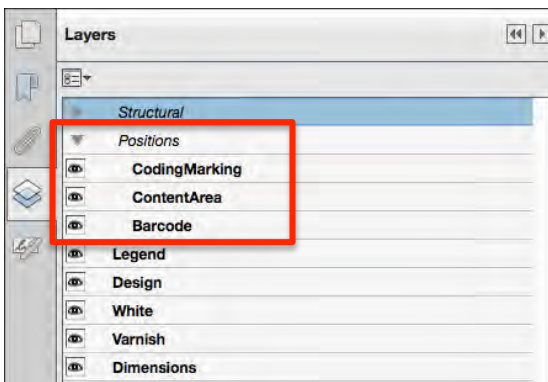 Layers
Structural
Positions
CodingMarking
ContentArea
Barcode
Legend
Design
White
Varnish
Dimensions